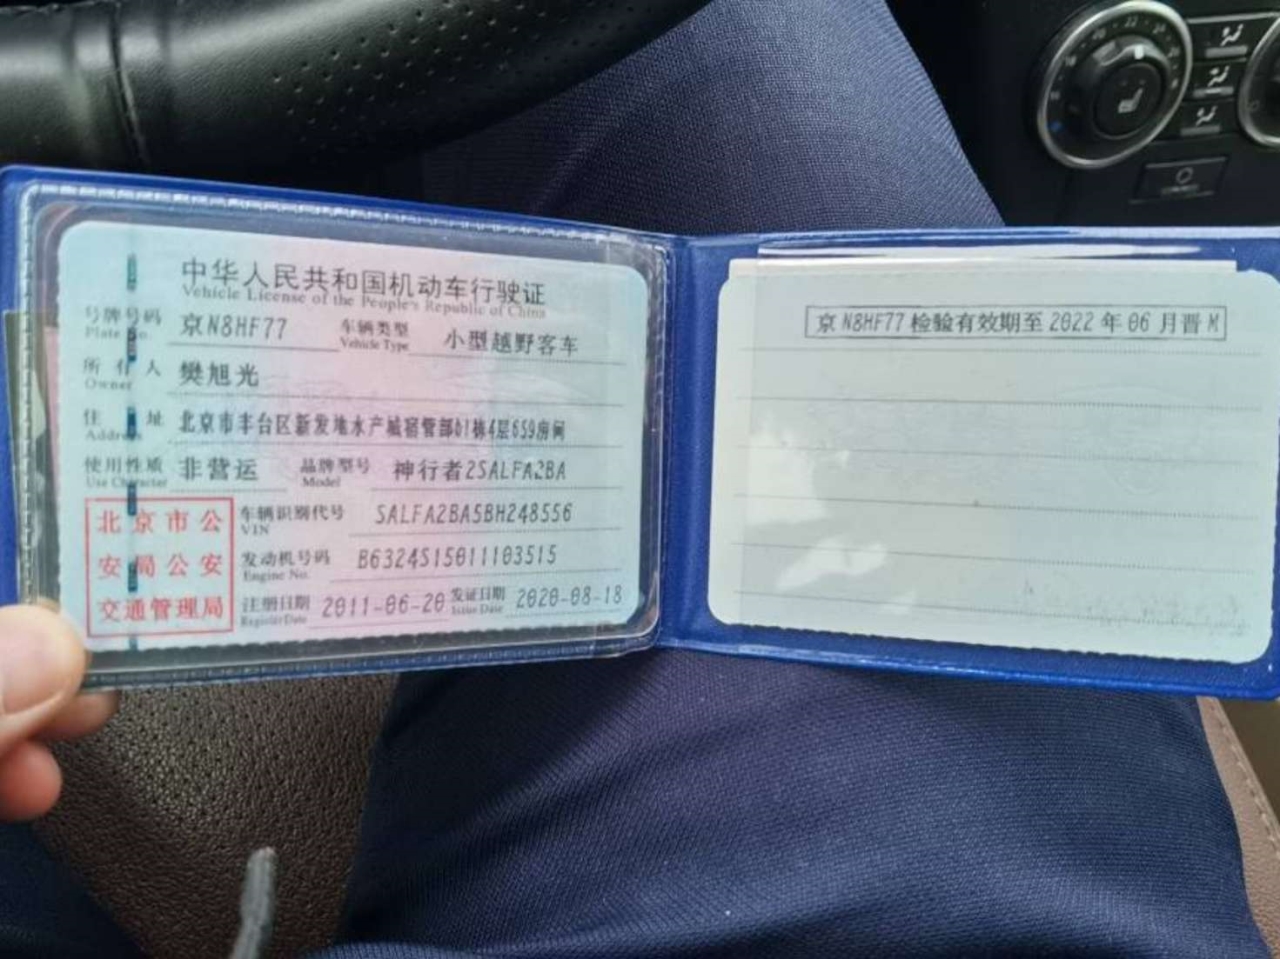 中华人民共和国机动车行驶证
Vehicle License of the People's Republic of China
号牌号码 京N8HF77 车辆类型 小型越野客车
Plate No. Vehicle Type
所有人 樊旭光
Owner
住址 北京市丰台区新发地水产城宿管部b1栋4层659房间
Address
使用性质 非营运 品牌型号 神行者2SALFA2BA
Use Character Model
北京市公
安局公安
交通管理局
车辆识别代号 SALFA2BA5BH248556
VIN
发动机号码 B6324S15011103515
Engine No.
注册日期 2011-06-20 发证日期 2020-08-18
Register Date Issue Date
京N8HF77检验有效期至2022年06月晋M